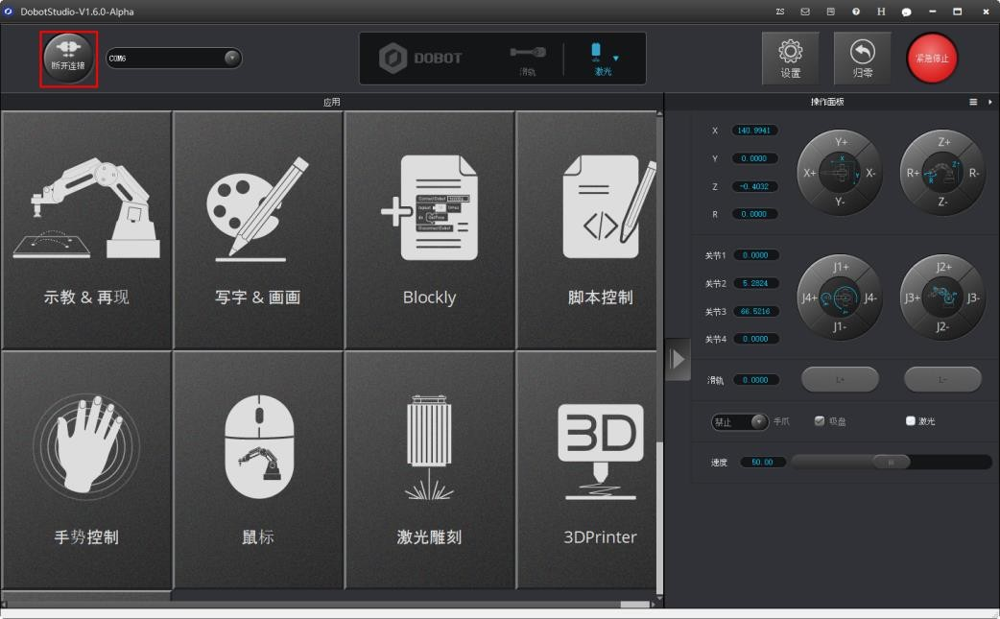 DobotStudio-V1.6.0-Alpha
ZS
H
断开连接
COM6
DOBOT
滑轨
激光
设置
归零
紧急停止
应用
操作面板
示教 & 再现
写字 & 画画
Blockly
脚本控制
手势控制
鼠标
激光雕刻
3D
3DPrinter
X 140.9941
Y 0.0000
Z -0.4032
R 0.0000
Y+
X+
X-
Y-
X
Y
Z+
R+
R-
Z-
Z
R
关节1 0.0000
关节2 5.2824
关节3 66.5216
关节4 0.0000
J1+
J4+
J4-
J1-
J2+
J3+
J3-
J2-
滑轨 0.0000
L+
L-
禁止
手爪
吸盘
激光
速度 50.00